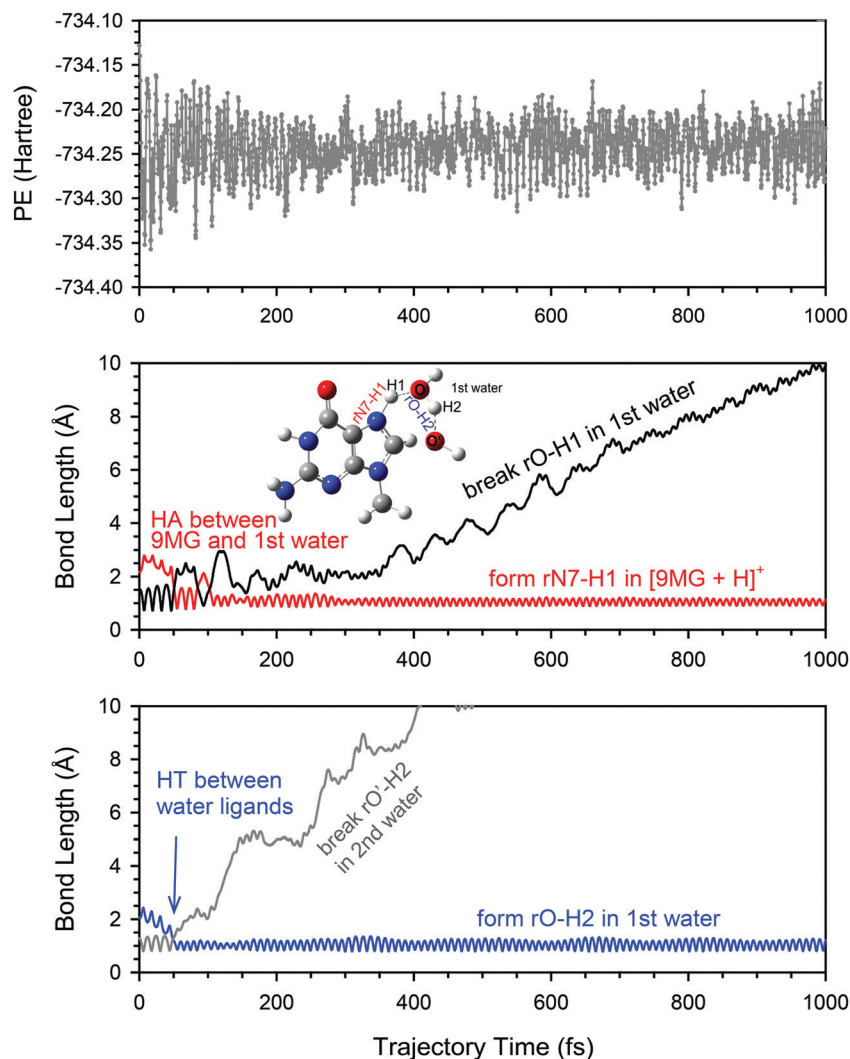 PE (Hartree)
-734.10
-734.15
-734.20
-734.25
-734.30
-734.35
-734.40
0 200 400 600 800 1000
Bond Length (Å)
10
8
6
4
2
0
rN7-H1
H1
O
1st water
rO-H2
H2
O'
HA between
9MG and 1st water
break rO-H1 in 1st water
form rN7-H1 in [9MG + H]⁺
0 200 400 600 800 1000
Bond Length (Å)
10
8
6
4
2
0
HT between
water ligands
break rO'-H2
in 2nd water
form rO-H2 in 1st water
0 200 400 600 800 1000
Trajectory Time (fs)